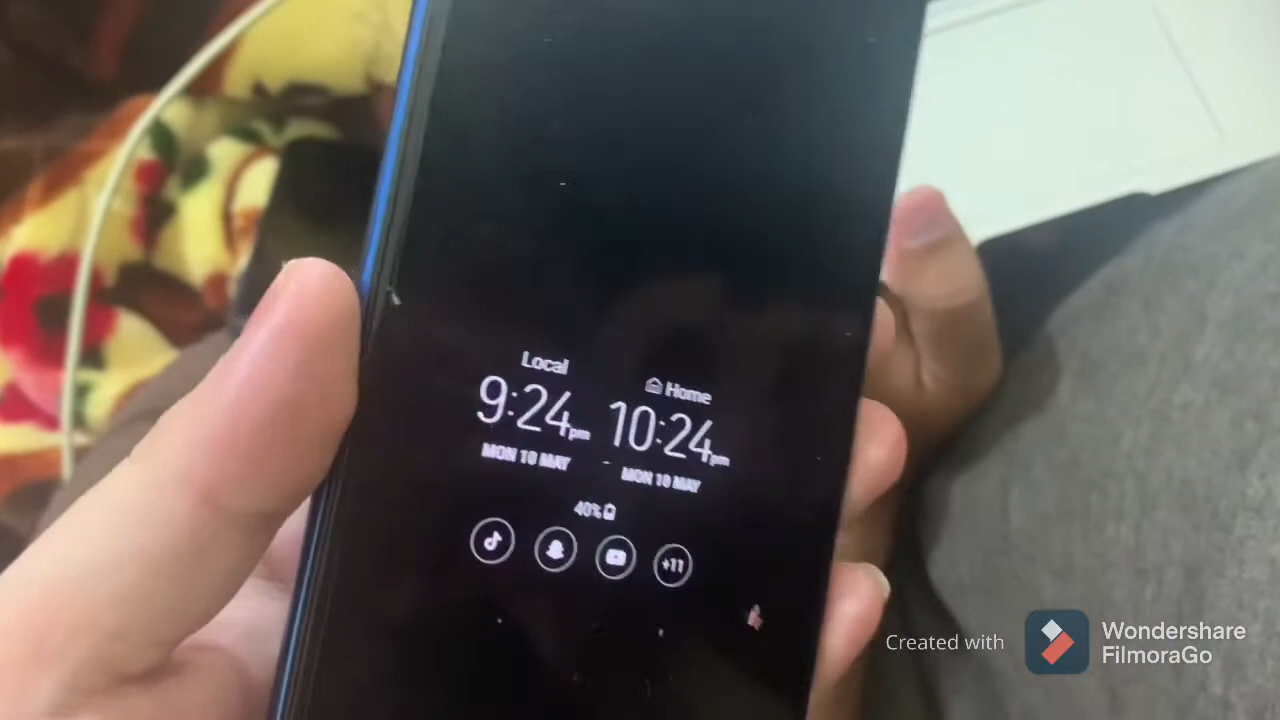 Local
9:24pm
MON 10 MAY
Home
10:24pm
MON 10 MAY
40%
+11
Created with
Wondershare
FilmoraGo